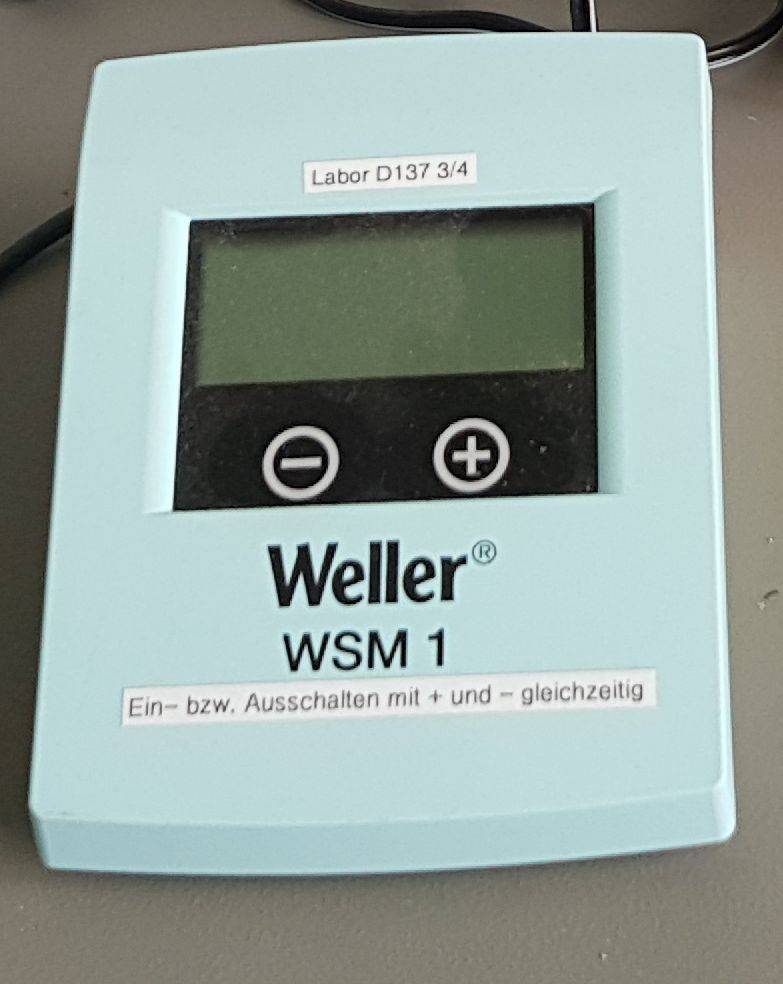 Labor D137 3/4
− +
Weller®
WSM 1
Ein- bzw. Ausschalten mit + und - gleichzeitig